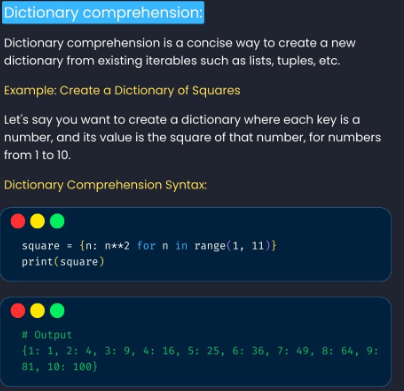 Dictionary comprehension:
Dictionary comprehension is a concise way to create a new
dictionary from existing iterables such as lists, tuples, etc.
Example: Create a Dictionary of Squares
Let's say you want to create a dictionary where each key is a
number, and its value is the square of that number, for numbers
from 1 to 10.
Dictionary Comprehension Syntax:
square = {n: n**2 for n in range(1, 11)}
print(square)
# Output
{1: 1, 2: 4, 3: 9, 4: 16, 5: 25, 6: 36, 7: 49, 8: 64, 9:
81, 10: 100}